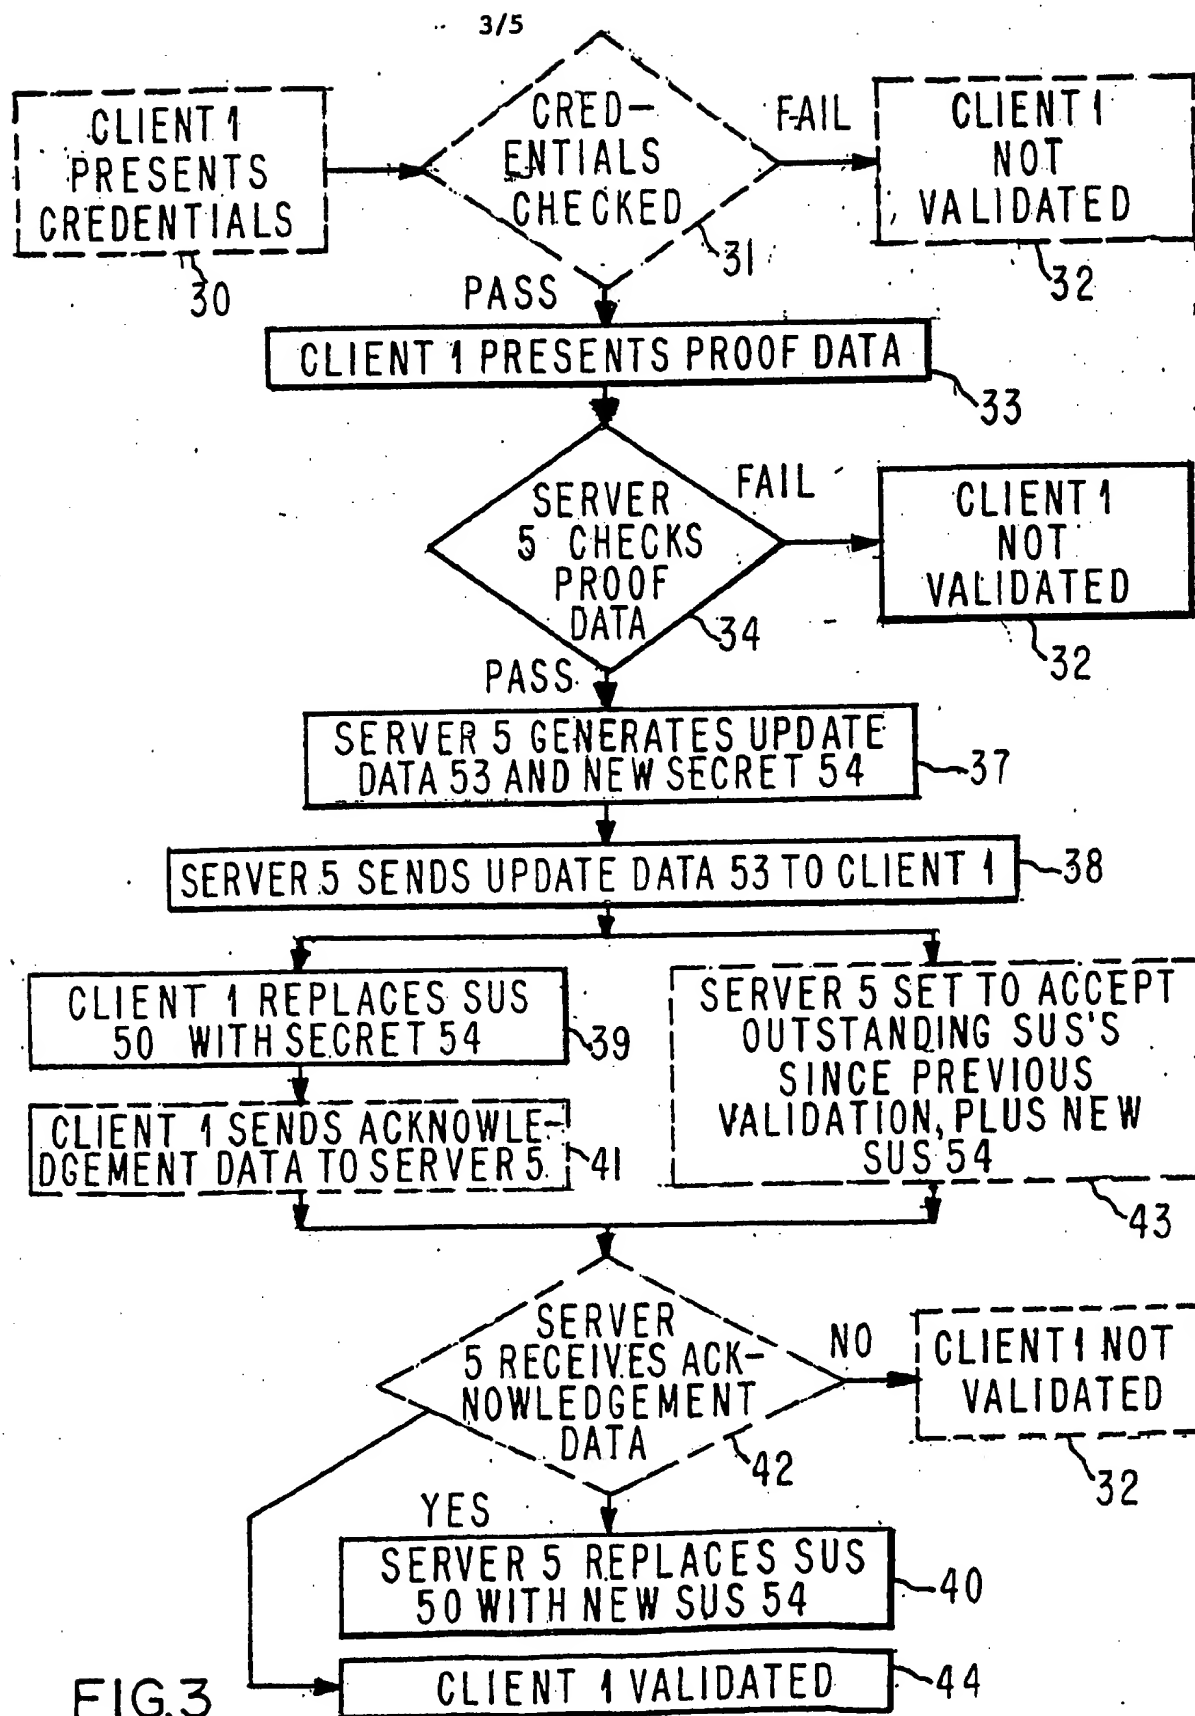 3/5
CLIENT 1
PRESENTS
CREDENTIALS
30
CRED-
ENTIALS
CHECKED
31
FAIL
CLIENT 1
NOT
VALIDATED
32
PASS
CLIENT 1 PRESENTS PROOF DATA
33
SERVER
5 CHECKS
PROOF
DATA
34
FAIL
CLIENT 1
NOT
VALIDATED
32
PASS
SERVER 5 GENERATES UPDATE
DATA 53 AND NEW SECRET 54
37
SERVER 5 SENDS UPDATE DATA 53 TO CLIENT 1
38
CLIENT 1 REPLACES SUS
50 WITH SECRET 54
39
CLIENT 1 SENDS ACKNOWLE-
DGEMENT DATA TO SERVER 5
41
SERVER 5 SET TO ACCEPT
OUTSTANDING SUS'S
SINCE PREVIOUS
VALIDATION, PLUS NEW
SUS 54
43
SERVER
5 RECEIVES ACK-
NOWLEDGEMENT
DATA
42
NO
CLIENT 1 NOT
VALIDATED
32
YES
SERVER 5 REPLACES SUS
50 WITH NEW SUS 54
40
CLIENT 1 VALIDATED
44
FIG.3